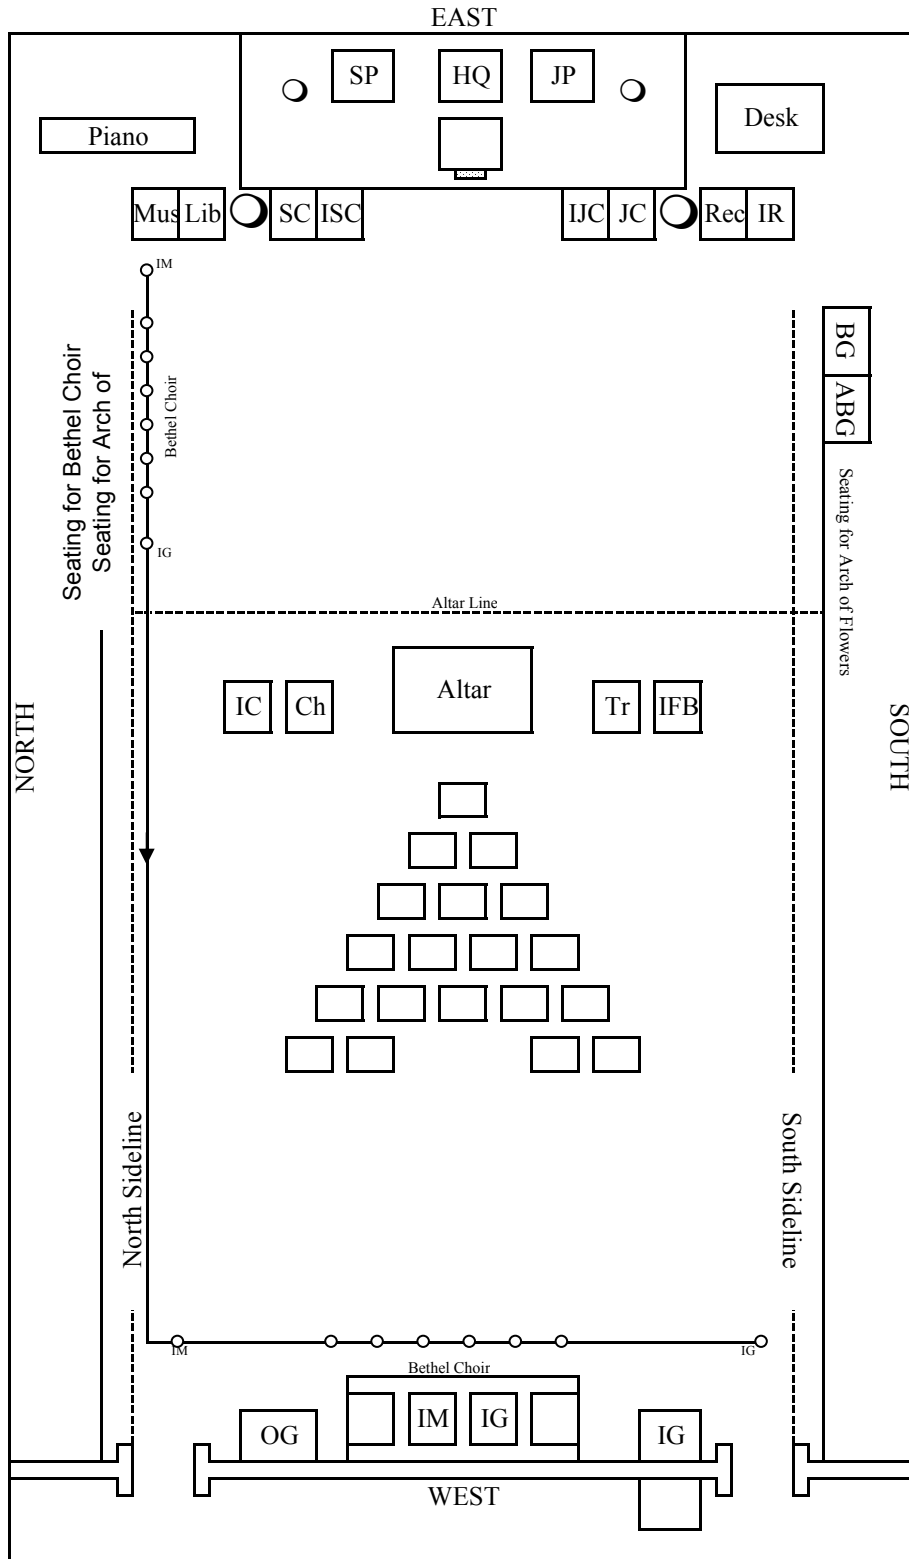 EAST
SP
HQ
JP
Piano
Desk
Mus
Lib
SC
ISC
IJC
JC
Rec
IR
IM
BG
ABG
Seating for Bethel Choir
Seating for Arch of
Bethel Choir
IG
Seating for Arch of Flowers
Altar Line
IC
Ch
Altar
Tr
IFB
NORTH
SOUTH
North Sideline
South Sideline
IM
IG
Bethel Choir
OG
IM
IG
IG
WEST